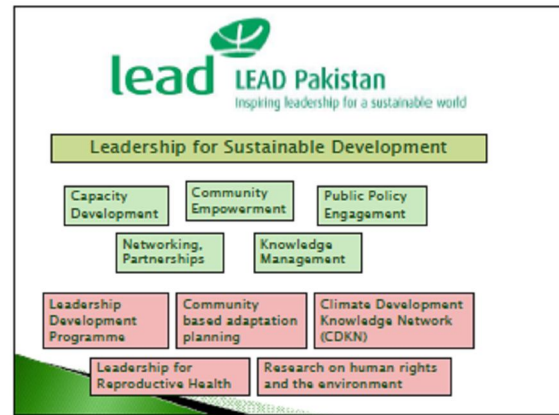 lead
LEAD Pakistan
Inspiring leadership for a sustainable world
Leadership for Sustainable Development
Capacity
Development
Community
Empowerment
Public Policy
Engagement
Networking,
Partnerships
Knowledge
Management
Leadership
Development
Programme
Community
based adaptation
planning
Climate Development
Knowledge Network
(CDKN)
Leadership for
Reproductive Health
Research on human rights
and the environment